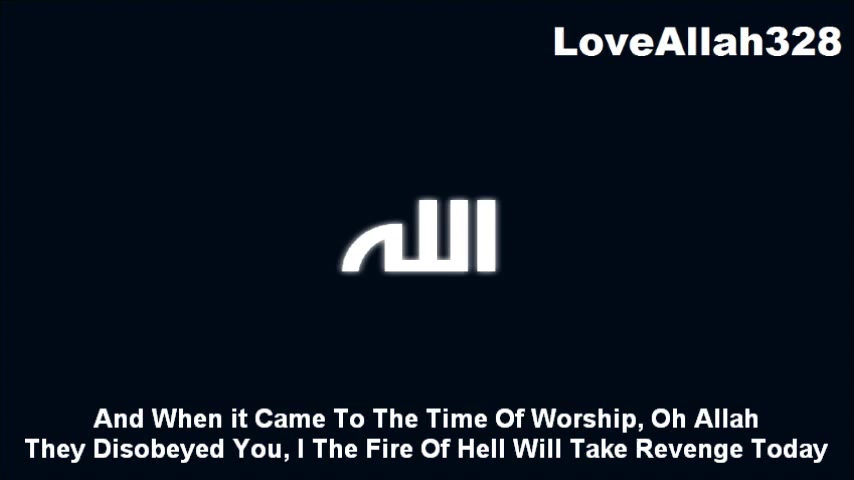 LoveAllah328
الله
And When it Came To The Time Of Worship, Oh Allah
They Disobeyed You, I The Fire Of Hell Will Take Revenge Today